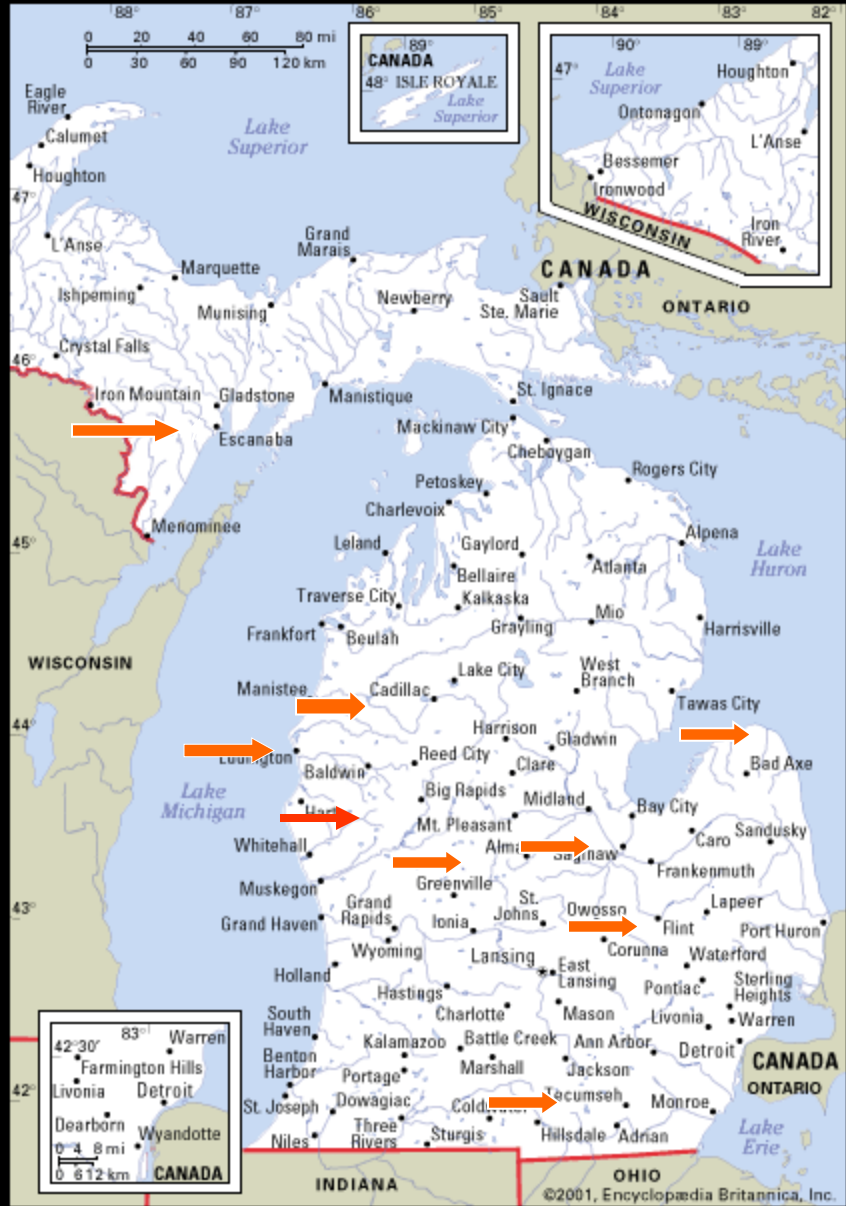 88°
87°
86°
85°
84°
83°
82°
0 20 40 60 80 mi
0 30 60 90 120 km
89°
CANADA
48° ISLE ROYALE
Lake
Superior
90° 89°
47°
Lake
Superior
Houghton
Ontonagon
L'Anse
Bessemer
Ironwood
WISCONSIN
Iron
River
Eagle
River
Calumet
Houghton
47°
L'Anse
Lake
Superior
Grand
Marais
Marquette
Ishpeming
Munising
Newberry
Sault
Ste. Marie
CANADA
ONTARIO
46°
Crystal Falls
Iron Mountain
Gladstone
Escanaba
Manistique
St. Ignace
Mackinaw City
Cheboygan
Rogers City
Petoskey
Charlevoix
Menominee
45°
Leland
Gaylord
Alpena
Atlanta
Lake
Huron
Bellaire
Traverse City
Kalkaska
Mio
Grayling
Harrisville
Frankfort
Beulah
WISCONSIN
Lake City
West
Branch
Manistee
Cadillac
Tawas City
44°
Harrison
Gladwin
Reed City
Baldwin
Clare
Bad Axe
Lake
Michigan
Big Rapids
Midland
Bay City
Mt. Pleasant
Caro
Sandusky
Whitehall
Frankenmuth
Muskegon
Greenville
43°
Grand
Rapids
St.
Johns
Lapeer
Grand Haven
Ionia
Flint
Port Huron
Wyoming
Corunna
Waterford
Lansing
East
Lansing
Holland
Pontiac
Sterling
Heights
Hastings
Charlotte
Mason
Livonia
Warren
South
Haven
Kalamazoo
Battle Creek
Ann Arbor
Detroit
Benton
Harbor
Marshall
Jackson
CANADA
ONTARIO
Portage
42°
St. Joseph
Dowagiac
Tecumseh
Monroe
Niles
Three
Rivers
Sturgis
Hillsdale
Adrian
Lake
Erie
83°
Warren
42°30'
Farmington Hills
Livonia
Detroit
Dearborn
Wyandotte
0 4 8 mi
0 6 12 km
CANADA
INDIANA
OHIO
©2001, Encyclopædia Britannica, Inc.